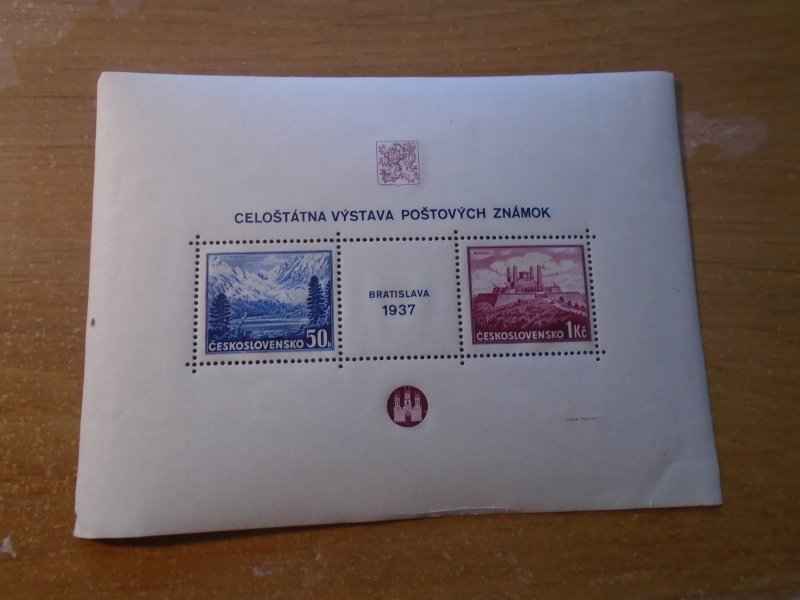 CELOŠTÁTNA VÝSTAVA POŠTOVÝCH ZNÁMOK
ČESKOSLOVENSKO 50h
BRATISLAVA
1937
ČESKOSLOVENSKO 1Kč